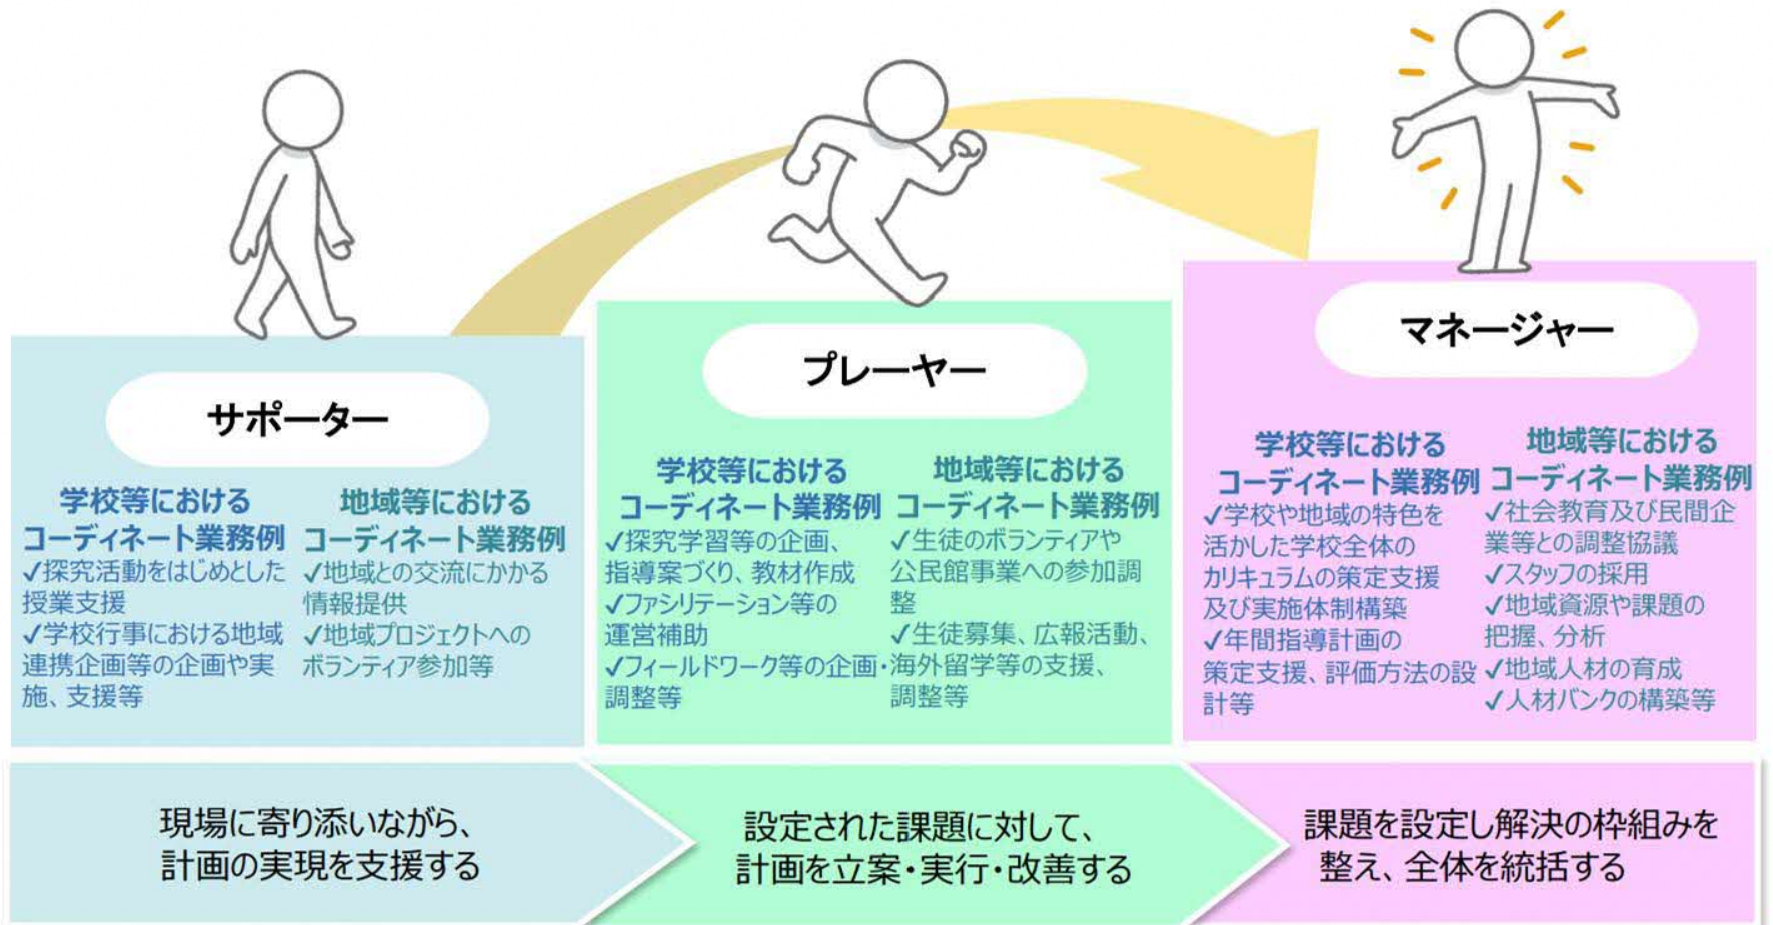 サポーター
学校等における
コーディネート業務例
✓探究活動をはじめとした
授業支援
✓学校行事における地域
連携企画等の企画や実
施、支援等
地域等における
コーディネート業務例
✓地域との交流にかかる
情報提供
✓地域プロジェクトへの
ボランティア参加等
プレーヤー
学校等における
コーディネート業務例
✓探究学習等の企画、
指導案づくり、教材作成
✓ファシリテーション等の
運営補助
✓フィールドワーク等の企画・
調整等
地域等における
コーディネート業務例
✓生徒のボランティアや
公民館事業への参加調
整
✓生徒募集、広報活動、
海外留学等の支援、
調整等
マネージャー
学校等における
コーディネート業務例
✓学校や地域の特色を
活かした学校全体の
カリキュラムの策定支援
及び実施体制構築
✓年間指導計画の
策定支援、評価方法の設
計等
地域等における
コーディネート業務例
✓社会教育及び民間企
業等との調整協議
✓スタッフの採用
✓地域資源や課題の
把握、分析
✓地域人材の育成
✓人材バンクの構築等
現場に寄り添いながら、
計画の実現を支援する
設定された課題に対して、
計画を立案・実行・改善する
課題を設定し解決の枠組みを
整え、全体を統括する